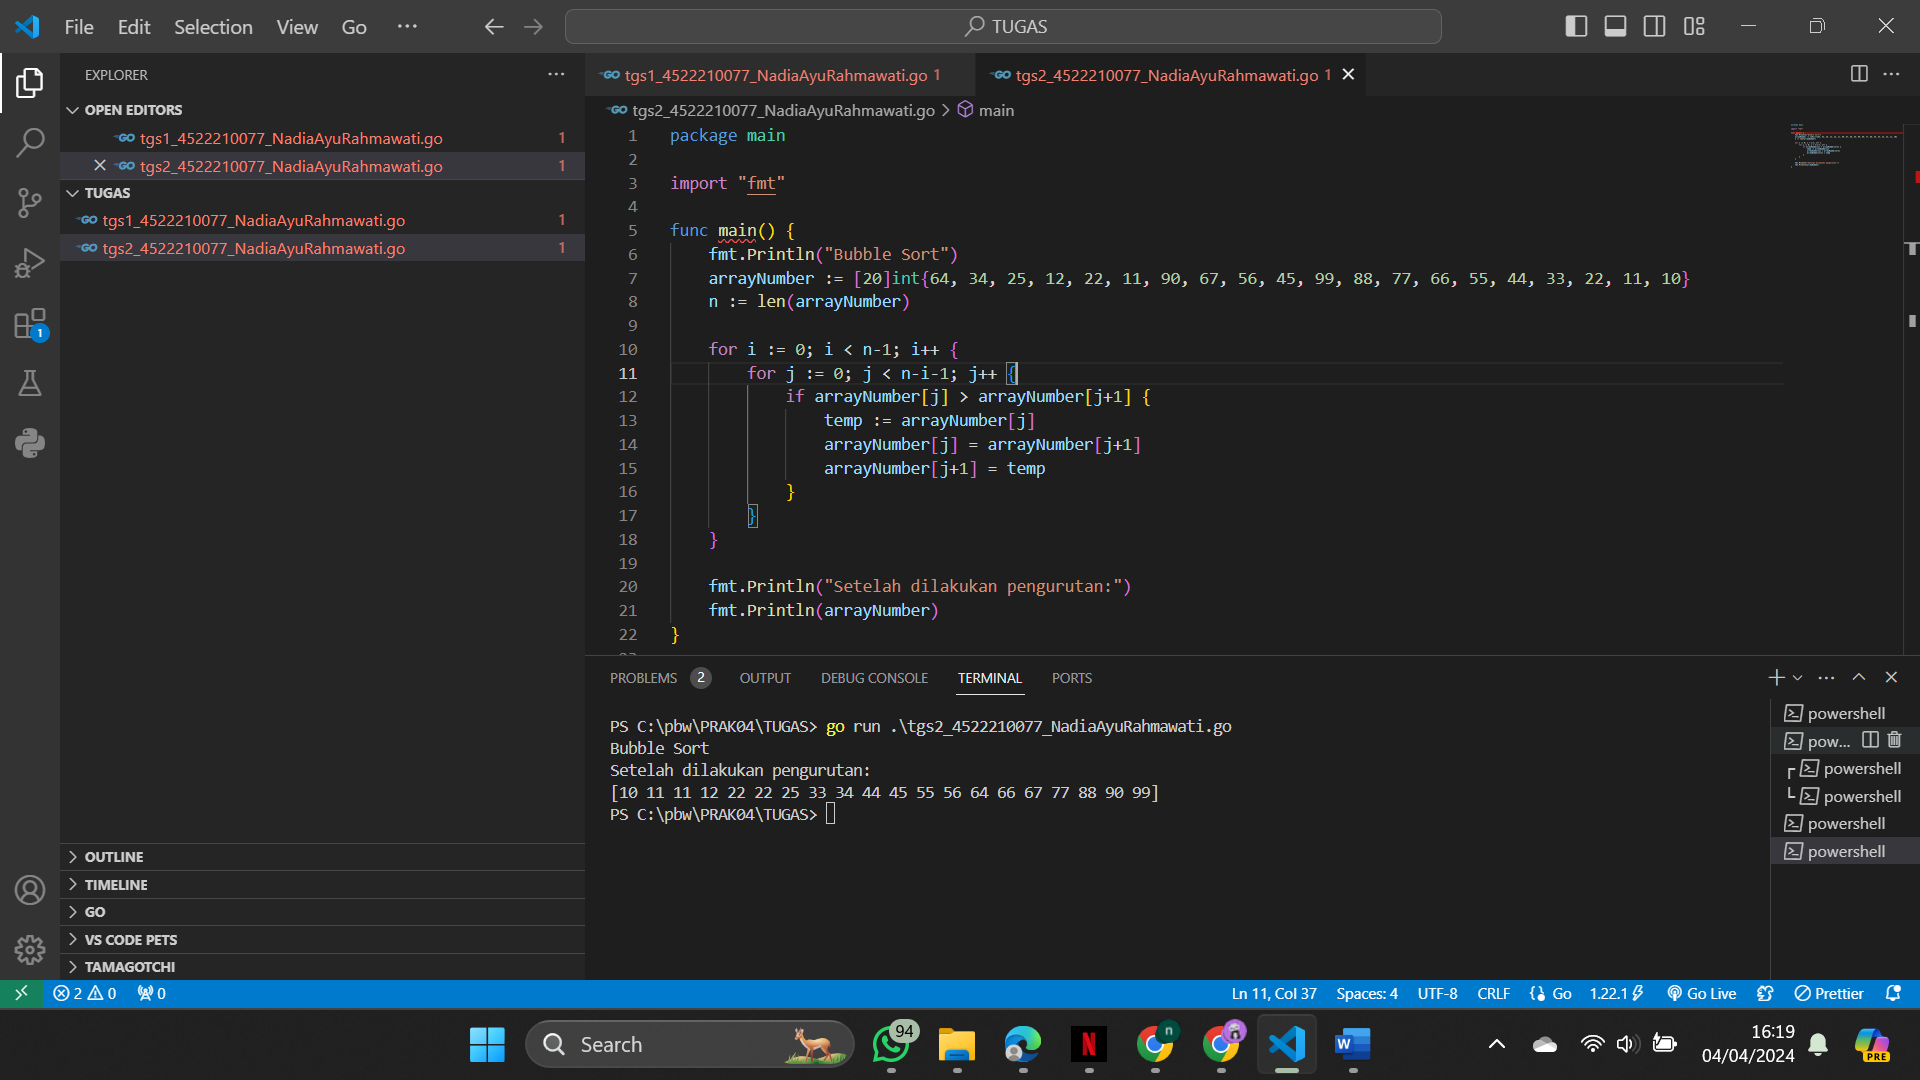 File Edit Selection View Go ···
TUGAS
EXPLORER
OPEN EDITORS
tgs1_4522210077_NadiaAyuRahmawati.go 1
tgs2_4522210077_NadiaAyuRahmawati.go 1
TUGAS
tgs1_4522210077_NadiaAyuRahmawati.go 1
tgs2_4522210077_NadiaAyuRahmawati.go 1
OUTLINE
TIMELINE
GO
VS CODE PETS
TAMAGOTCHI
1
tgs1_4522210077_NadiaAyuRahmawati.go 1
tgs2_4522210077_NadiaAyuRahmawati.go 1
tgs2_4522210077_NadiaAyuRahmawati.go > main
1 package main
2
3 import "fmt"
4
5 func main() {
6 fmt.Println("Bubble Sort")
7 arrayNumber := [20]int{64, 34, 25, 12, 22, 11, 90, 67, 56, 45, 99, 88, 77, 66, 55, 44, 33, 22, 11, 10}
8 n := len(arrayNumber)
9
10 for i := 0; i < n-1; i++ {
11 for j := 0; j < n-i-1; j++ {
12 if arrayNumber[j] > arrayNumber[j+1] {
13 temp := arrayNumber[j]
14 arrayNumber[j] = arrayNumber[j+1]
15 arrayNumber[j+1] = temp
16 }
17 }
18 }
19
20 fmt.Println("Setelah dilakukan pengurutan:")
21 fmt.Println(arrayNumber)
22 }
PROBLEMS 2 OUTPUT DEBUG CONSOLE TERMINAL PORTS
PS C:\pbw\PRAK04\TUGAS> go run .\tgs2_4522210077_NadiaAyuRahmawati.go
Bubble Sort
Setelah dilakukan pengurutan:
[10 11 11 12 22 22 25 33 34 44 45 55 56 64 66 67 77 88 90 99]
PS C:\pbw\PRAK04\TUGAS>
powershell
pow...
powershell
powershell
powershell
powershell
2 0 0
Ln 11, Col 37 Spaces: 4 UTF-8 CRLF Go 1.22.1 Go Live Prettier
Search
94
n
N
W
16:19
04/04/2024
PRE